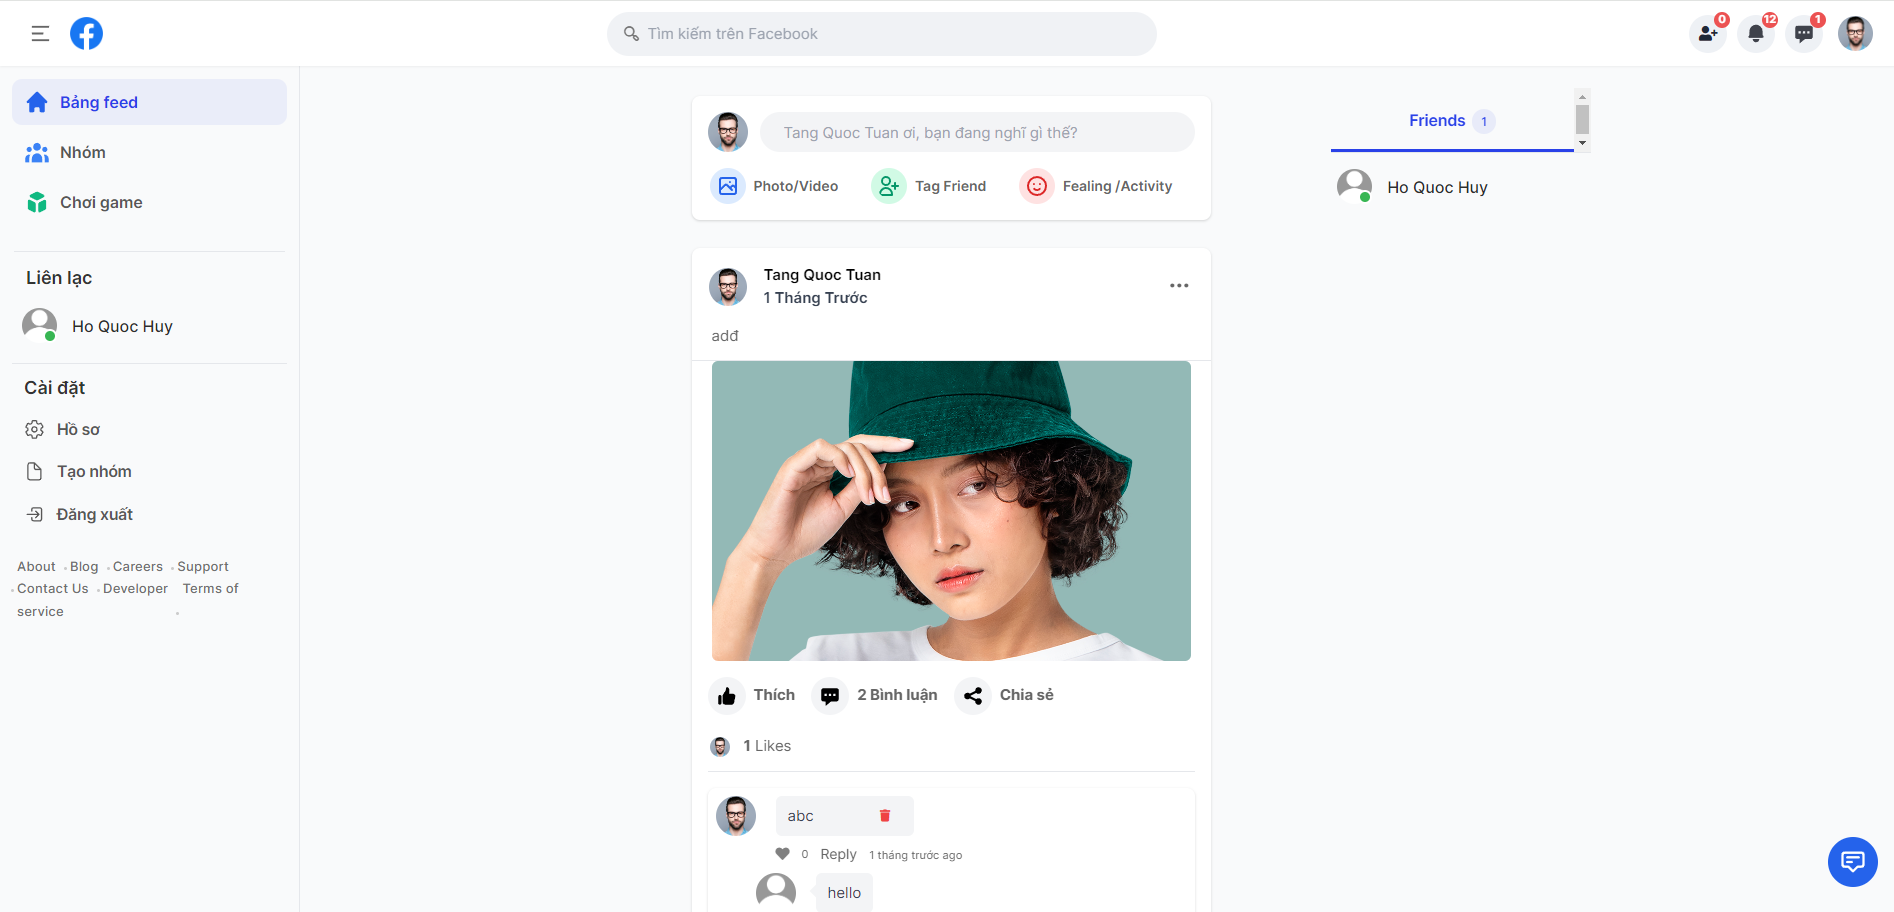 Tìm kiếm trên Facebook
0
12
1
Bảng feed
Nhóm
Chơi game
Liên lạc
Ho Quoc Huy
Cài đặt
Hồ sơ
Tạo nhóm
Đăng xuất
About Blog Careers Support
Contact Us Developer Terms of
service
Tang Quoc Tuan ơi, bạn đang nghĩ gì thế?
Photo/Video Tag Friend Fealing /Activity
Tang Quoc Tuan
1 Tháng Trước
adđ
Thích 2 Bình luận Chia sẻ
1 Likes
abc
0 Reply 1 tháng trước ago
hello
Friends 1
Ho Quoc Huy